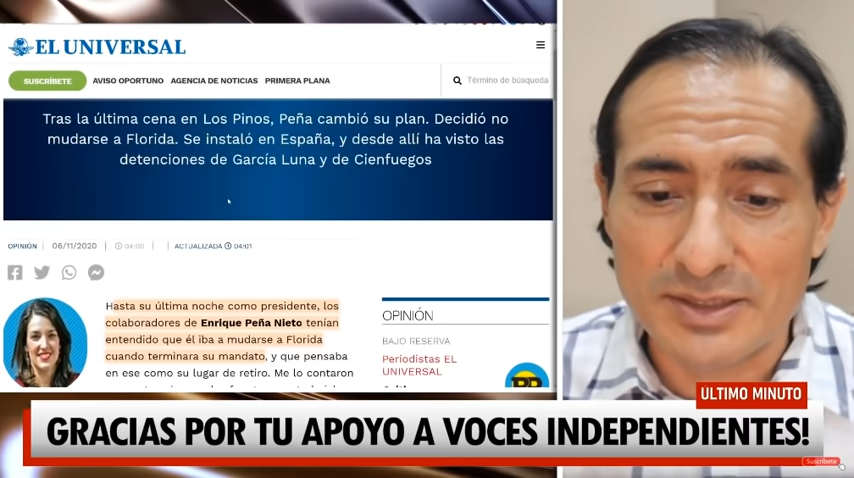 EL UNIVERSAL
SUSCRÍBETE AVISO OPORTUNO AGENCIA DE NOTICIAS PRIMERA PLANA Término de búsqueda
Tras la última cena en Los Pinos, Peña cambió su plan. Decidió no
mudarse a Florida. Se instaló en España, y desde allí ha visto las
detenciones de García Luna y de Cienfuegos
OPINIÓN | 06/11/2020 | 04:00 | | ACTUALIZADA 04:01
Hasta su última noche como presidente, los
colaboradores de Enrique Peña Nieto tenían
entendido que él iba a mudarse a Florida
cuando terminara su mandato, y que pensaba
en ese como su lugar de retiro. Me lo contaron
OPINIÓN
BAJO RESERVA
Periodistas EL
UNIVERSAL
ULTIMO MINUTO
GRACIAS POR TU APOYO A VOCES INDEPENDIENTES!
Suscríbete